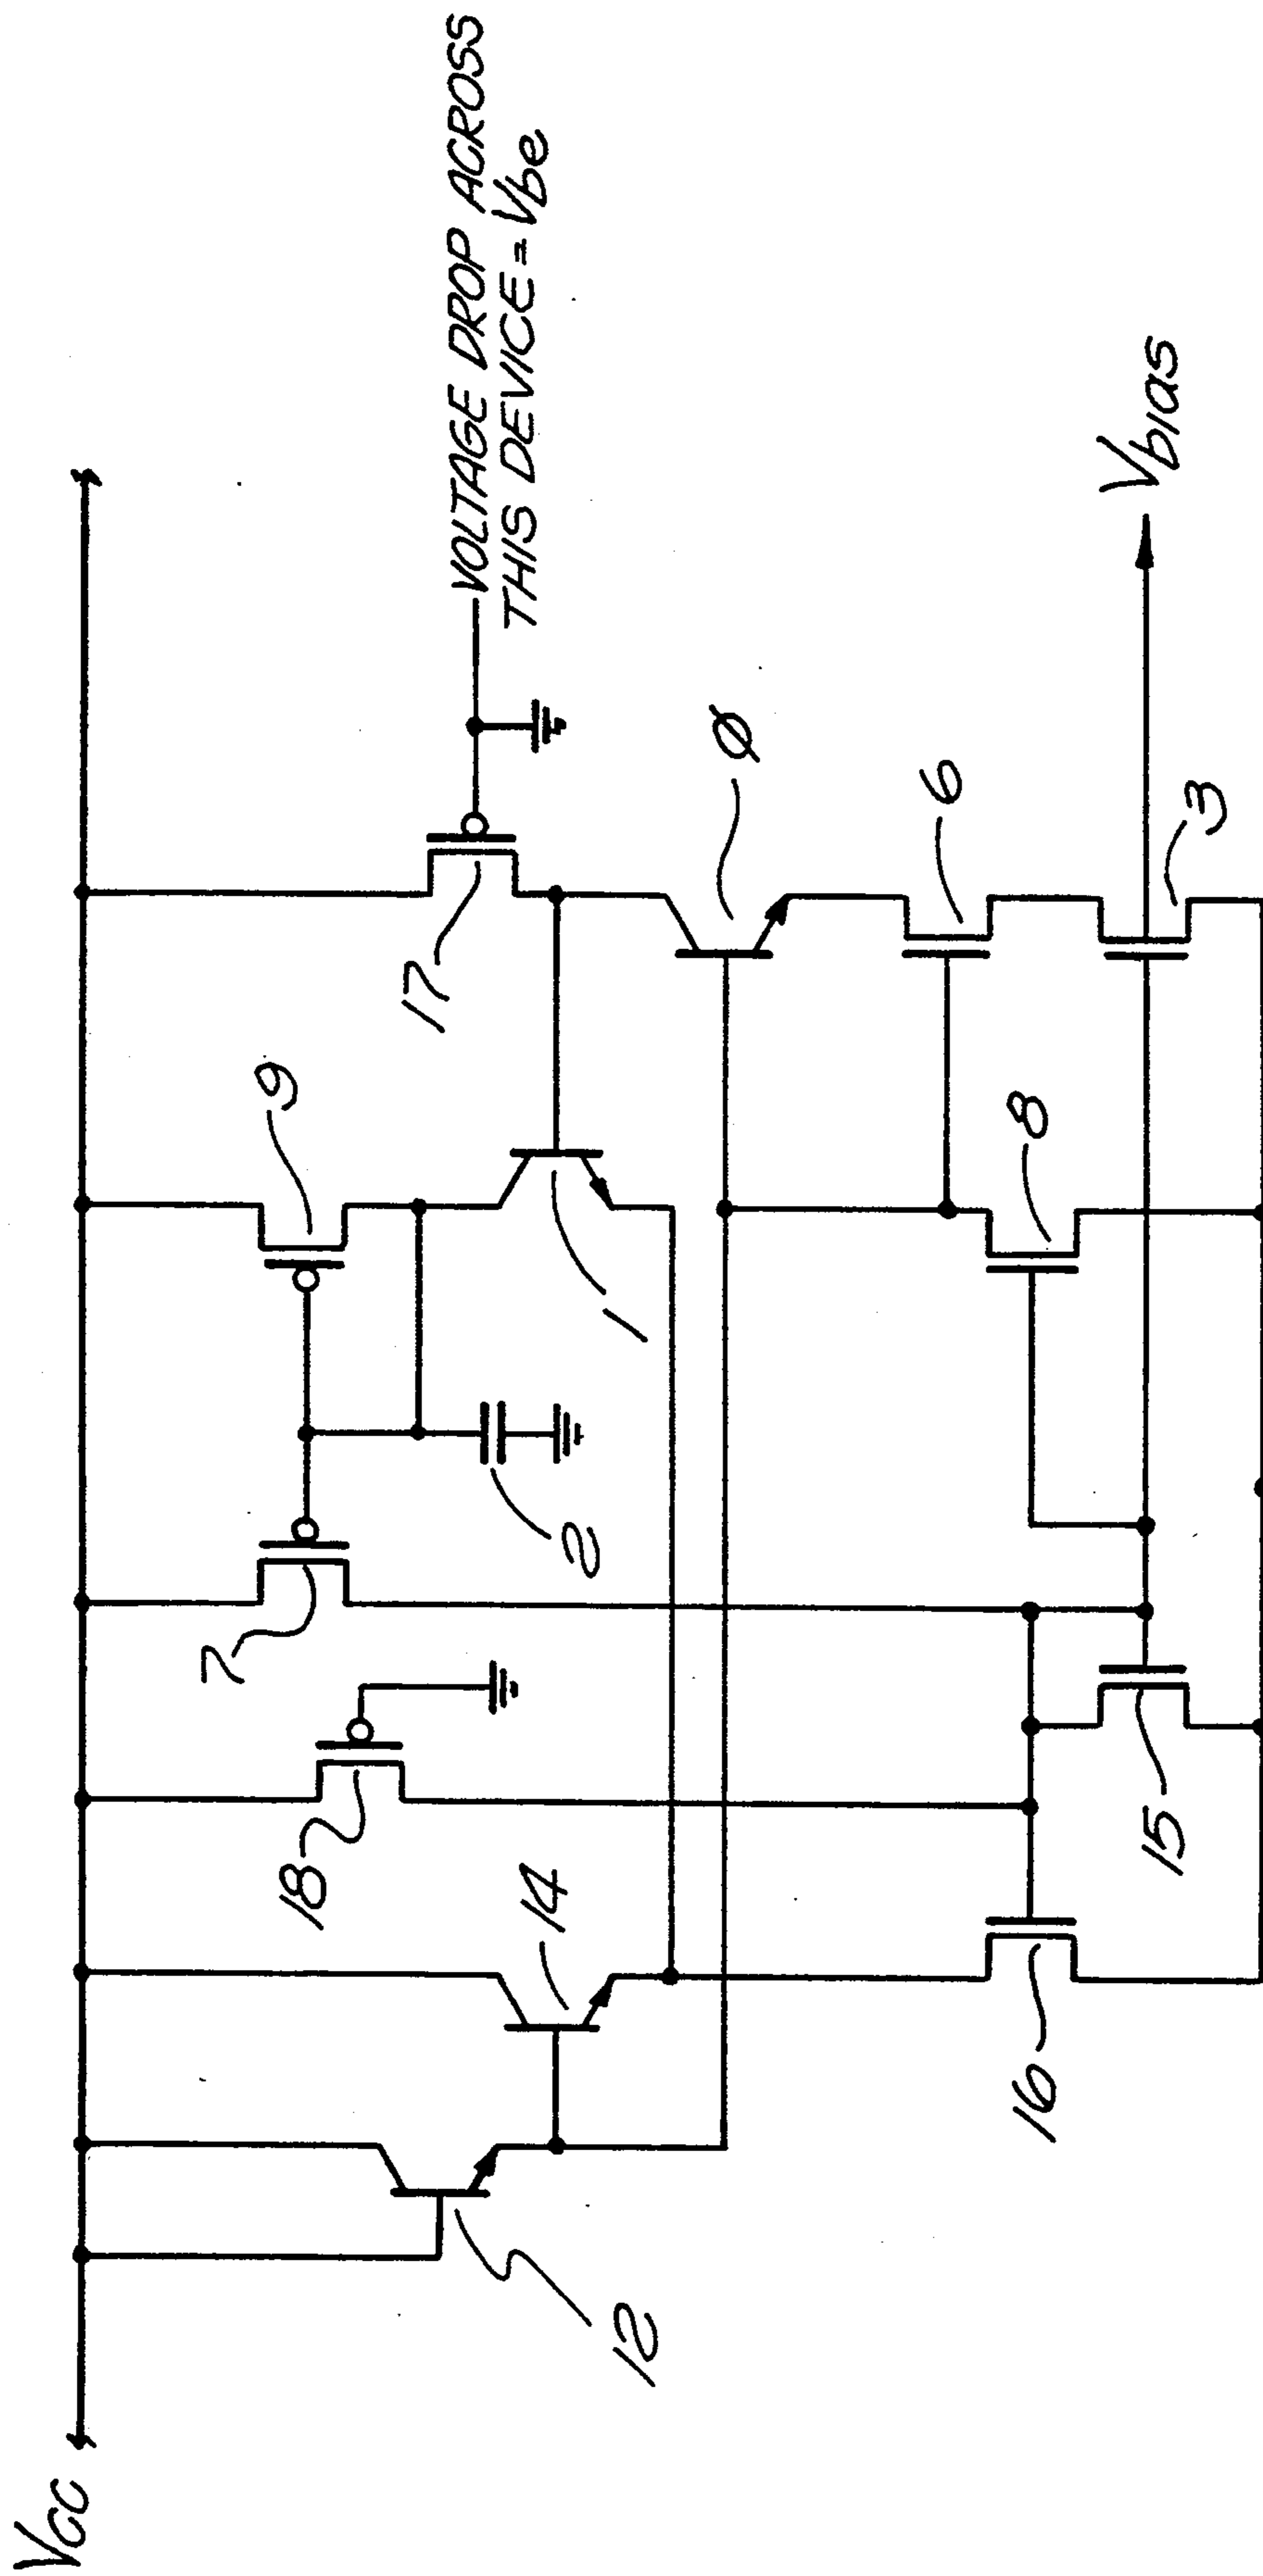 Vcc
12
14
18
7
2
9
1
17
VOLTAGE DROP ACROSS
THIS DEVICE = Vbe
Ø
6
8
3
16
15
Vbias